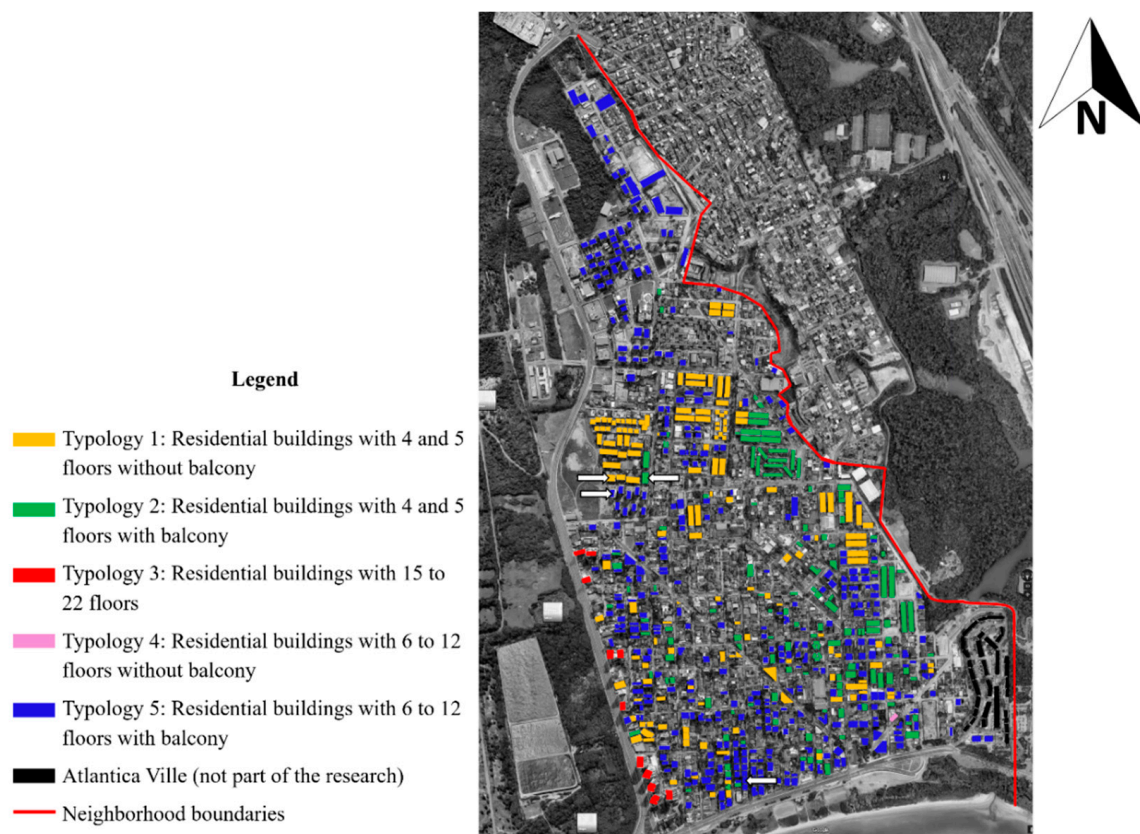 N
Legend
Typology 1: Residential buildings with 4 and 5
floors without balcony
Typology 2: Residential buildings with 4 and 5
floors with balcony
Typology 3: Residential buildings with 15 to
22 floors
Typology 4: Residential buildings with 6 to 12
floors without balcony
Typology 5: Residential buildings with 6 to 12
floors with balcony
Atlantica Ville (not part of the research)
Neighborhood boundaries